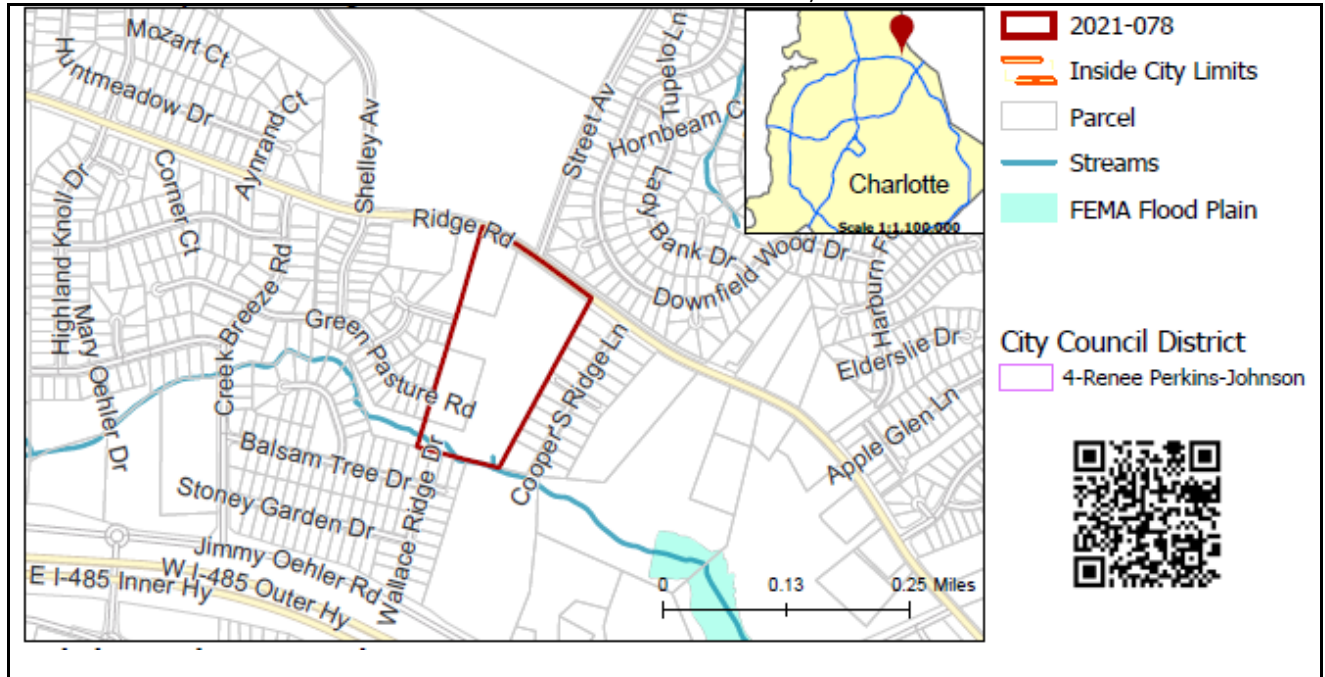 Mozart Ct
Huntmeadow Dr
Aynrand Ct
Shelley Av
Street Av
Tupelo Ln
Hornbeam C
Lady
Bank Dr
Downfield Wood Dr
Harburn Fo
Elderslie Dr
Apple Glen Ln
Highland Knoll Dr
Corner Ct
Ridge Rd
Mary Oehler Dr
Creek Breeze Rd
Green Pasture Rd
Cooper'S Ridge Ln
Balsam Tree Dr
Stoney Garden Dr
Wallace Ridge Dr
Jimmy Oehler Rd
W I-485 Outer Hy
E I-485 Inner Hy
0 0.13 0.25 Miles
Charlotte
Scale 1:1,100,000
2021-078
Inside City Limits
Parcel
Streams
FEMA Flood Plain
City Council District
4-Renee Perkins-Johnson